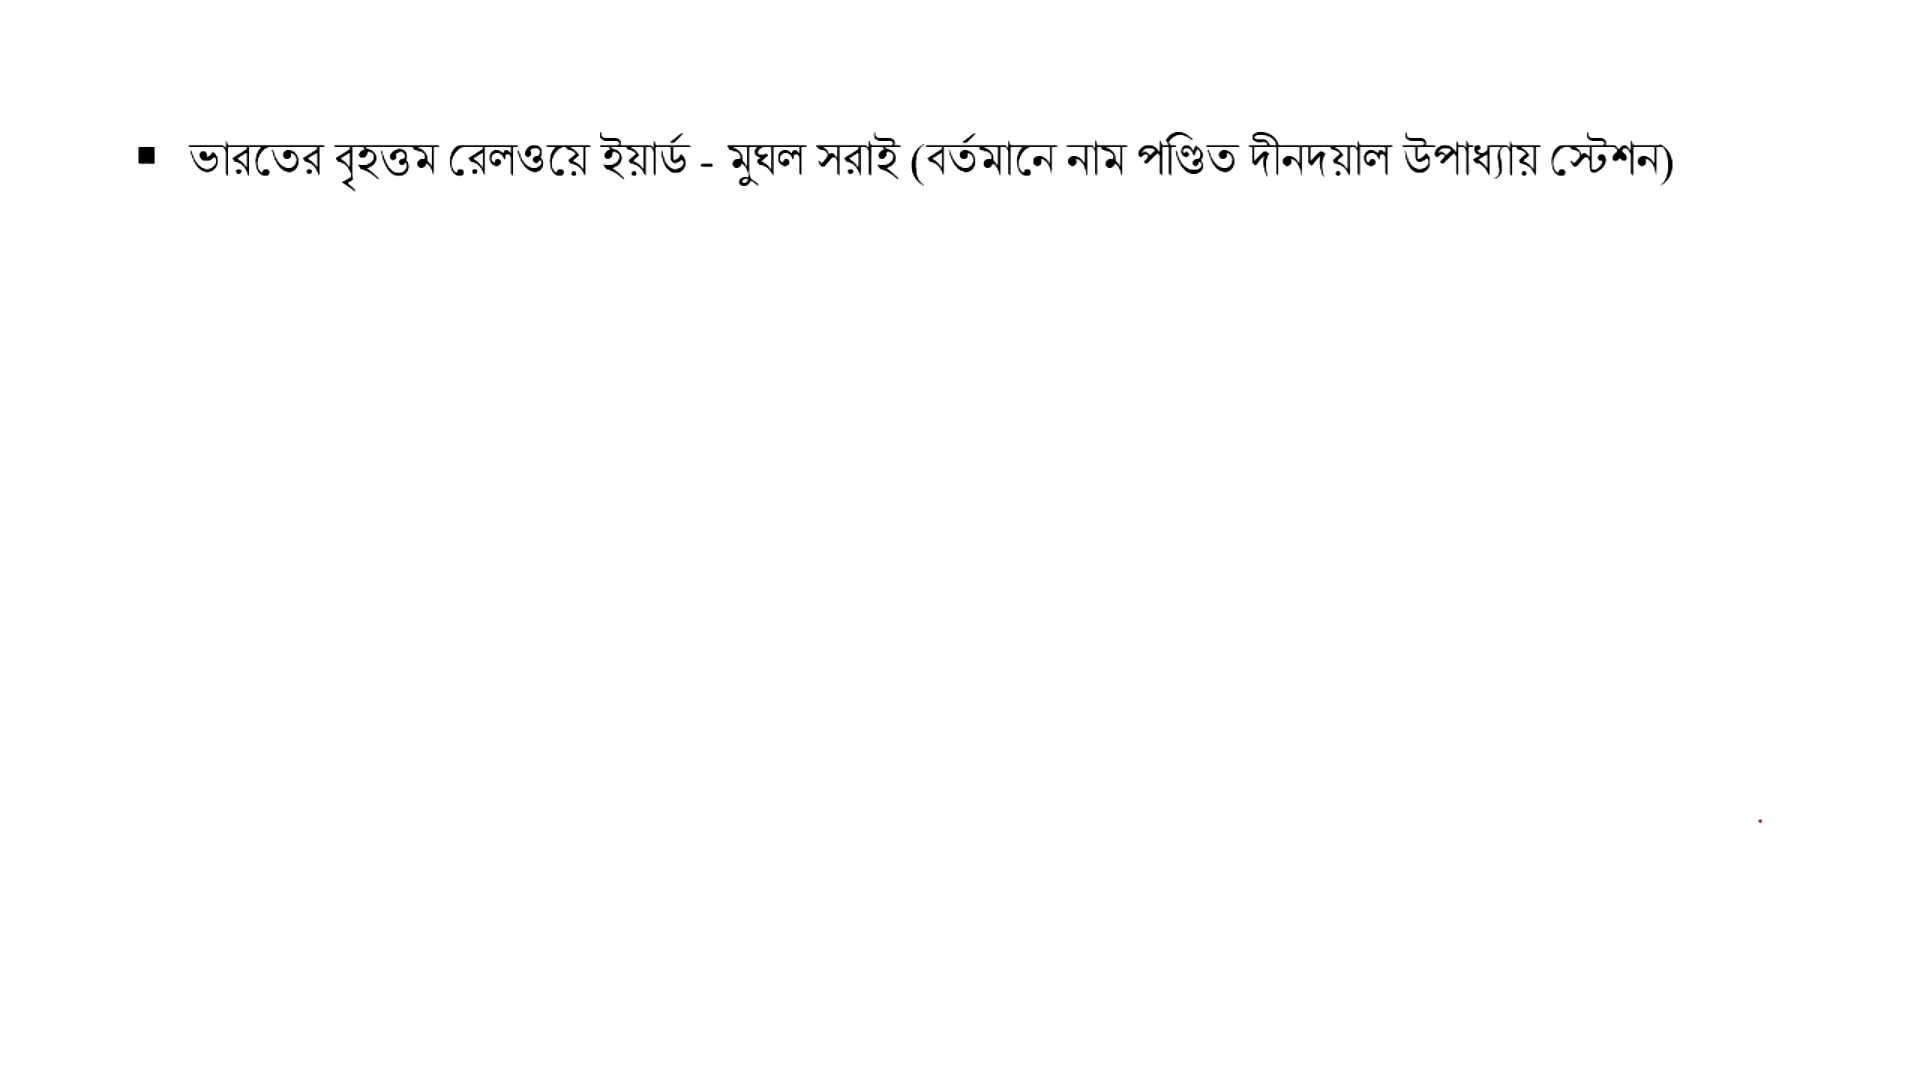 ▪ ভারতের বৃহত্তম রেলওয়ে ইয়ার্ড - মুঘল সরাই (বর্তমানে নাম পণ্ডিত দীনদয়াল উপাধ্যায় স্টেশন)